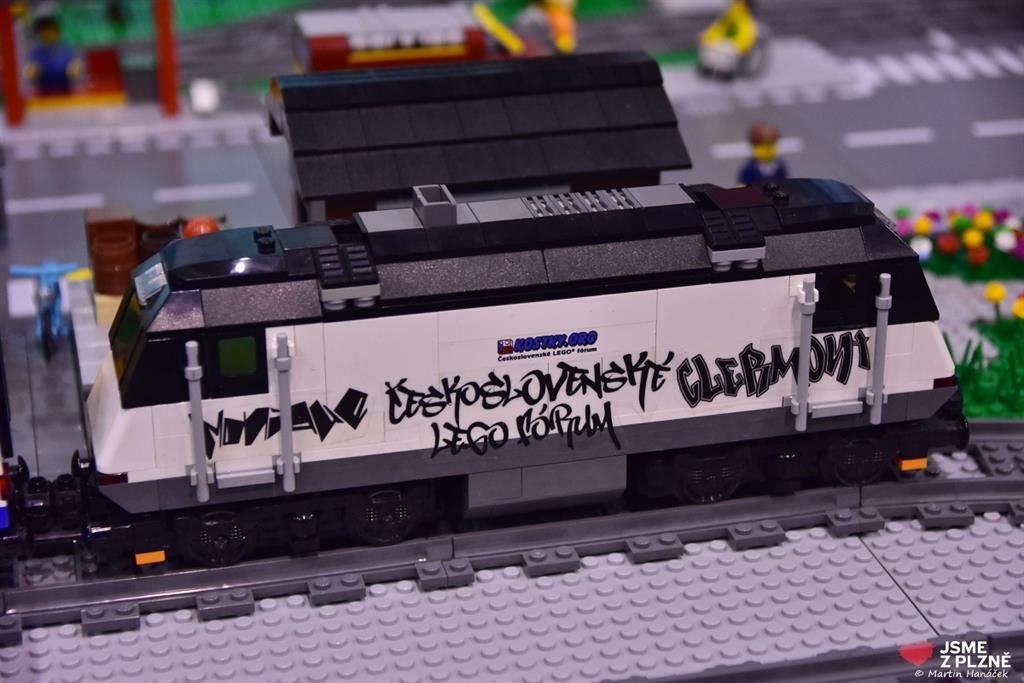 KOSTKY.ORG
Československé LEGO® fórum
ČESKOSLOVENSKÉ
LEGO FÓRUM
CLERMONT
JSME
Z PLZNĚ
© Martin Hanáček